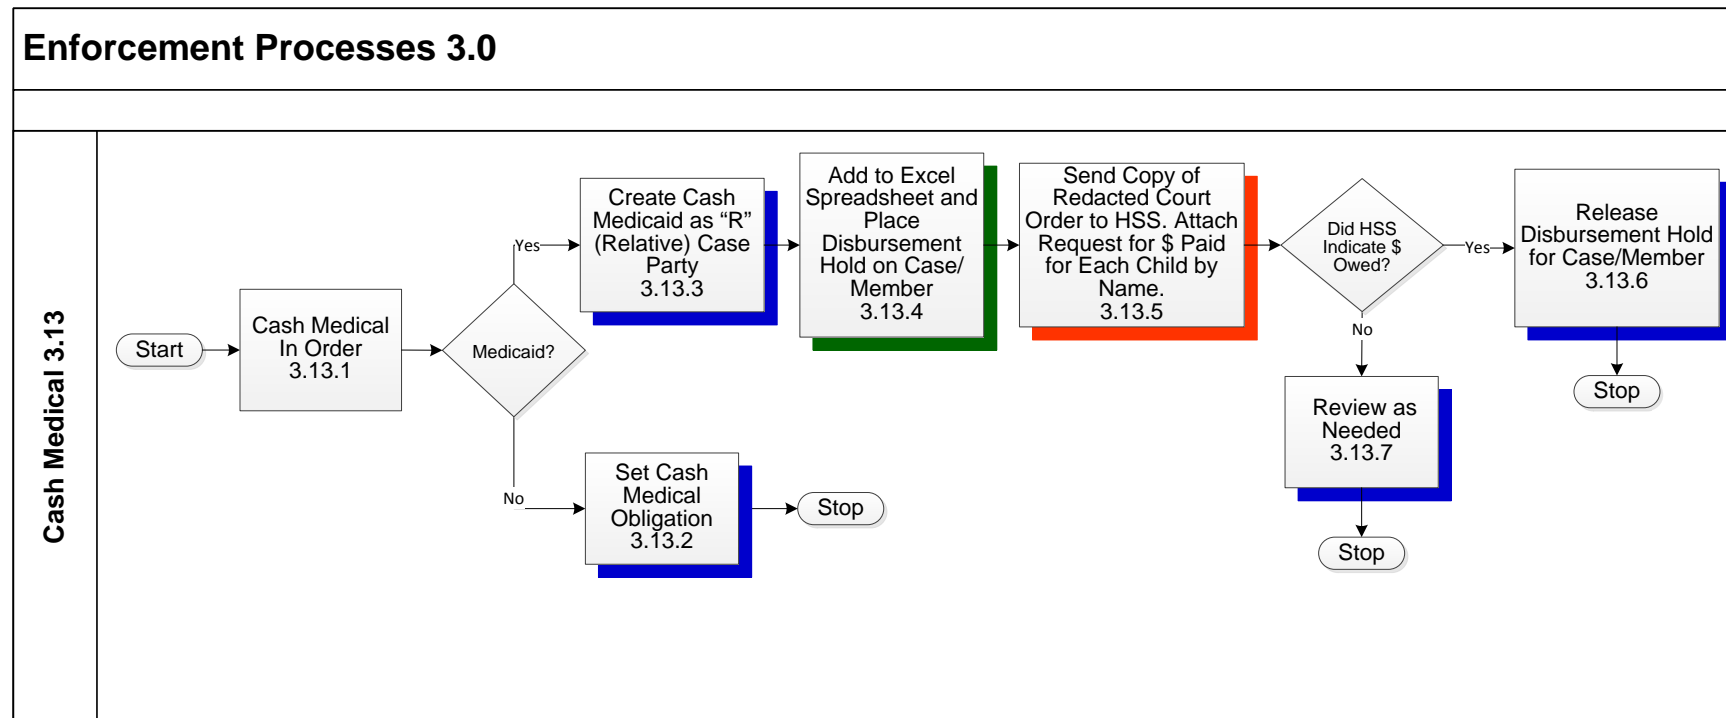 Enforcement Processes 3.0
Cash Medical 3.13
Start
Cash Medical
In Order
3.13.1
Medicaid?
Yes
Create Cash
Medicaid as “R”
(Relative) Case
Party
3.13.3
Add to Excel
Spreadsheet and
Place
Disbursement
Hold on Case/
Member
3.13.4
Send Copy of
Redacted Court
Order to HSS. Attach
Request for $ Paid
for Each Child by
Name.
3.13.5
Did HSS
Indicate $
Owed?
Yes
Release
Disbursement Hold
for Case/Member
3.13.6
Stop
No
Review as
Needed
3.13.7
Stop
No
Set Cash
Medical
Obligation
3.13.2
Stop